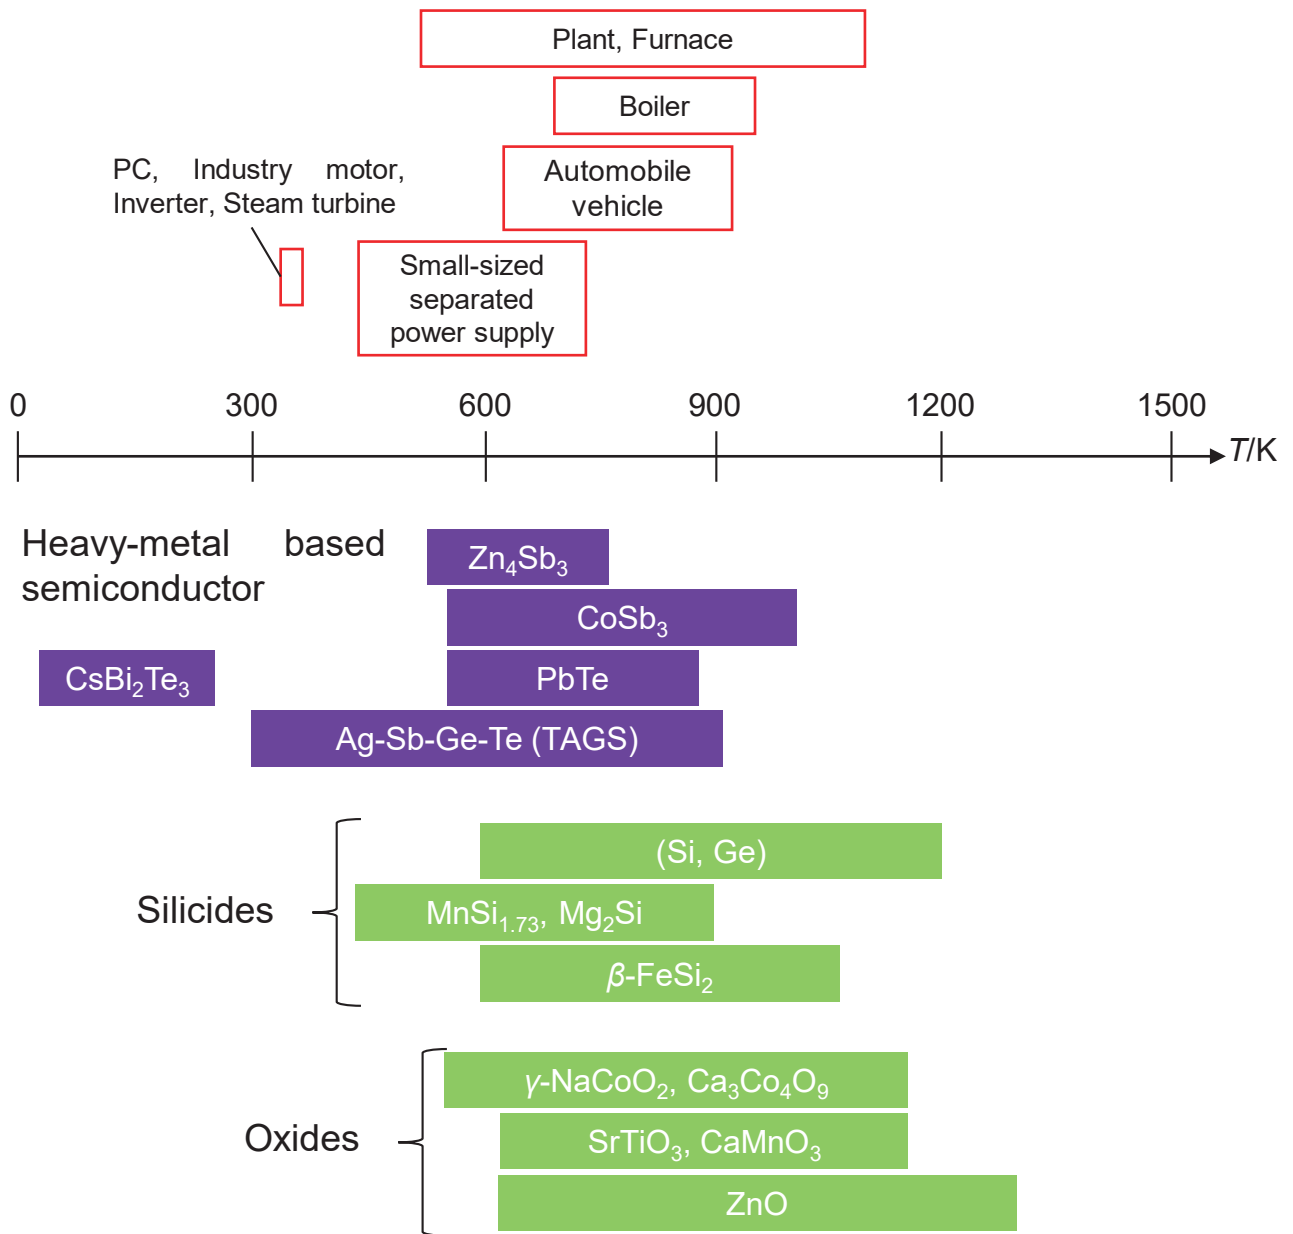 Plant, Furnace
Boiler
PC, Industry motor,
Inverter, Steam turbine
Automobile
vehicle
Small-sized
separated
power supply
0 300 600 900 1200 1500
T/K
Heavy-metal based
semiconductor
Zn₄Sb₃
CoSb₃
CsBi₂Te₃
PbTe
Ag-Sb-Ge-Te (TAGS)
Silicides
(Si, Ge)
MnSi₁.₇₃, Mg₂Si
β-FeSi₂
Oxides
γ-NaCoO₂, Ca₃Co₄O₉
SrTiO₃, CaMnO₃
ZnO